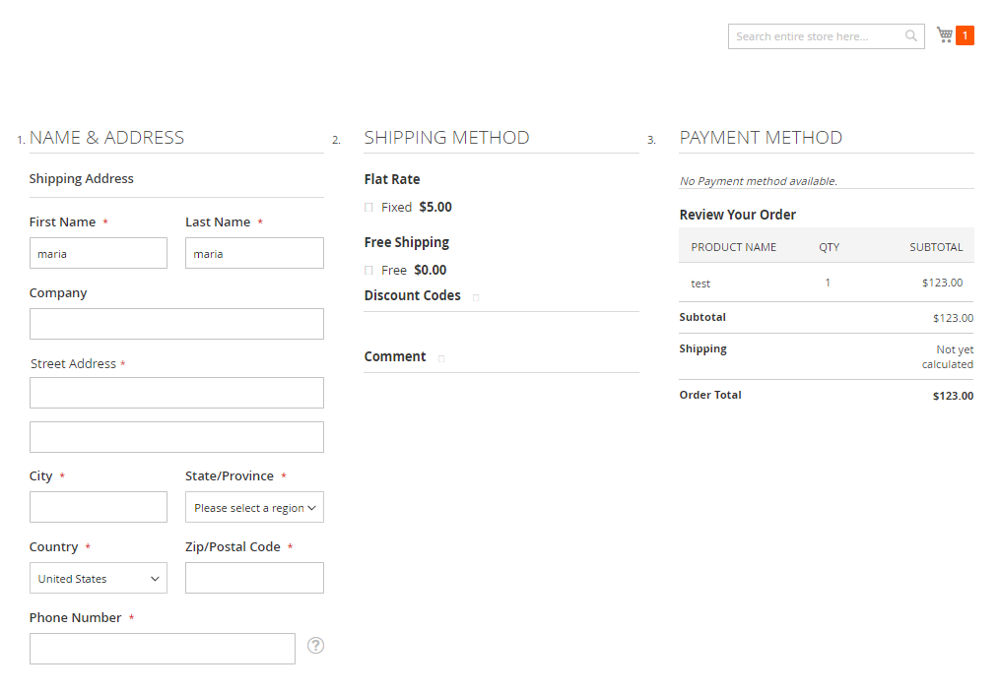 Search entire store here...
1
1. NAME & ADDRESS
Shipping Address
First Name *
Last Name *
maria
maria
Company
Street Address *
City *
State/Province *
Please select a region
Country *
Zip/Postal Code *
United States
Phone Number *
?
2. SHIPPING METHOD
Flat Rate
Fixed $5.00
Free Shipping
Free $0.00
Discount Codes
Comment
3. PAYMENT METHOD
No Payment method available.
Review Your Order
PRODUCT NAME QTY SUBTOTAL
test 1 $123.00
Subtotal $123.00
Shipping Not yet
calculated
Order Total $123.00